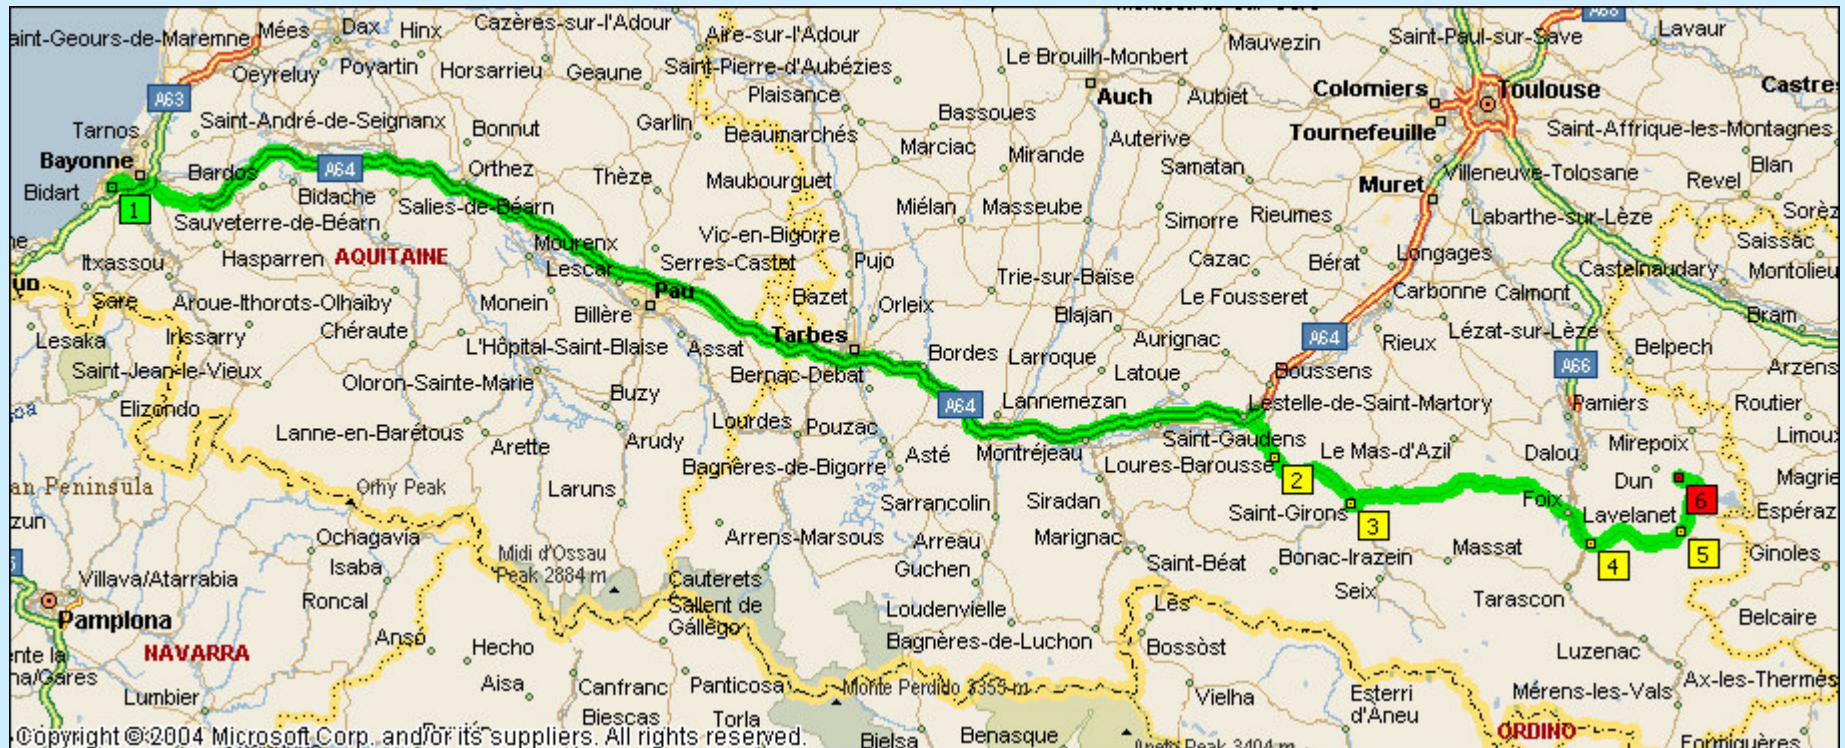 Saint-Geours-de-Maremne
Mées
Dax
Hinx
Cazères-sur-l'Adour
Aire-sur-l'Adour
Mauvezin
Saint-Paul-sur-Save
A68
Lavaur
Oeyreluy
Poyartin
Horsarrieu
Geaune
Saint-Pierre-d'Aubézies
Le Brouilh-Monbert
A63
Plaisance
Auch
Aubiet
Colomiers
Toulouse
Castres
Tarnos
Saint-André-de-Seignanx
Bonnut
Garlin
Beaumarchés
Bassoues
Auterive
Tournefeuille
Saint-Affrique-les-Montagnes
Bayonne
Bardos
A64
Orthez
Thèze
Maubourguet
Marciac
Mirande
Samatan
Muret
Villeneuve-Tolosane
Blan
Revel
Bidart
1
Bidache
Salies-de-Béarn
Miélan
Masseube
Simorre
Rieumes
Labarthe-sur-Lèze
Sorèz
Sauveterre-de-Béarn
Mourenx
Vic-en-Bigorre
Saissac
Itxassou
Hasparren
AQUITAINE
Lescar
Serres-Castet
Pujo
Trie-sur-Baïse
Cazac
Bérat
Longages
Castelnaudary
Montolieu
Sare
Aroue-Ithorots-Olhaïby
Monein
Billère
Pau
Bazet
Orleix
Blajan
Le Fousseret
Carbonne
Calmont
Bram
Lesaka
Irissarry
Chéraute
L'Hôpital-Saint-Blaise
Assat
Tarbes
Bordes
Larroque
Aurignac
A64
Rieux
Lézat-sur-Lèze
Belpech
Saint-Jean-le-Vieux
Oloron-Sainte-Marie
Buzy
Bernac-Debat
Latoue
Boussens
A66
Arzens
Elizondo
Lanne-en-Barétous
Arette
Arudy
Lourdes
Pouzac
A64
Lannemezan
Lestelle-de-Saint-Martory
Pamiers
Routier
Saint-Gaudens
Le Mas-d'Azil
Mirepoix
Limoux
an Peninsula
Orhy Peak
Laruns
Bagnères-de-Bigorre
Asté
Montréjeau
Loures-Barousse
2
Dalou
Dun
Magrie
zun
Ochagavia
Sarrancolin
Siradan
Saint-Girons
3
Foix
Lavelanet
6
Espéraz
Midi d'Ossau
Peak 2884 m
Arrens-Marsous
Arreau
Marignac
Saint-Béat
Bonac-Irazein
Massat
4
5
Ginoles
Villava/Atarrabia
Isaba
Cauterets
Guchen
Seix
Tarascon
Pamplona
Roncal
Sallent de
Gállego
Loudenvielle
Les
Belcaire
NAVARRA
Ansó
Hecho
Bagnères-de-Luchon
Bossòst
Luzenac
Lumbier
Aisa
Canfranc
Panticosa
Monte Perdido 3355 m
Vielha
Esterri
d'Aneu
Mérens-les-Vals
Ax-les-Thermes
Biescas
Torla
Bielsa
Benasque
Aneto Peak 3404 m
ORDINO
Formiguères
Copyright © 2004 Microsoft Corp. and/or its suppliers. All rights reserved.